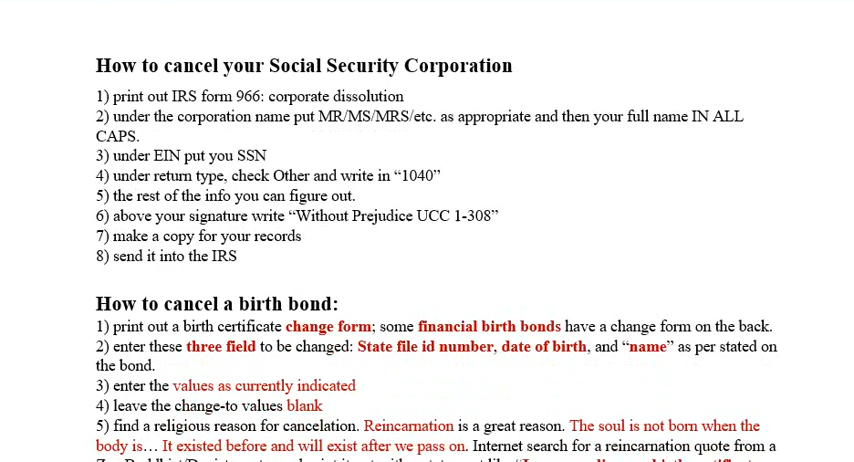 How to cancel your Social Security Corporation
1) print out IRS form 966: corporate dissolution
2) under the corporation name put MR/MS/MRS/etc. as appropriate and then your full name IN ALL
CAPS.
3) under EIN put you SSN
4) under return type, check Other and write in “1040”
5) the rest of the info you can figure out.
6) above your signature write “Without Prejudice UCC 1-308”
7) make a copy for your records
8) send it into the IRS
How to cancel a birth bond:
1) print out a birth certificate change form; some financial birth bonds have a change form on the back.
2) enter these three field to be changed: State file id number, date of birth, and “name” as per stated on
the bond.
3) enter the values as currently indicated
4) leave the change-to values blank
5) find a religious reason for cancelation. Reincarnation is a great reason. The soul is not born when the
body is… It existed before and will exist after we pass on. Internet search for a reincarnation quote from a